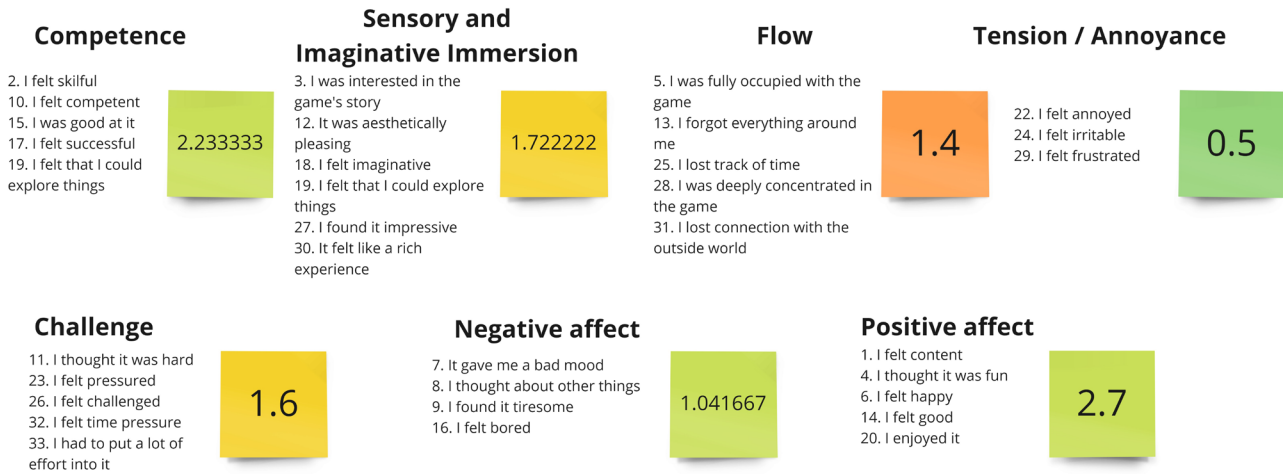 Competence
2. I felt skilful
10. I felt competent
15. I was good at it
17. I felt successful
19. I felt that I could
explore things
2.233333
Sensory and
Imaginative Immersion
3. I was interested in the
game's story
12. It was aesthetically
pleasing
18. I felt imaginative
19. I felt that I could explore
things
27. I found it impressive
30. It felt like a rich
experience
1.722222
Flow
5. I was fully occupied with the
game
13. I forgot everything around
me
25. I lost track of time
28. I was deeply concentrated in
the game
31. I lost connection with the
outside world
1.4
Tension / Annoyance
22. I felt annoyed
24. I felt irritable
29. I felt frustrated
0.5
Challenge
11. I thought it was hard
23. I felt pressured
26. I felt challenged
32. I felt time pressure
33. I had to put a lot of
effort into it
1.6
Negative affect
7. It gave me a bad mood
8. I thought about other things
9. I found it tiresome
16. I felt bored
1.041667
Positive affect
1. I felt content
4. I thought it was fun
6. I felt happy
14. I felt good
20. I enjoyed it
2.7